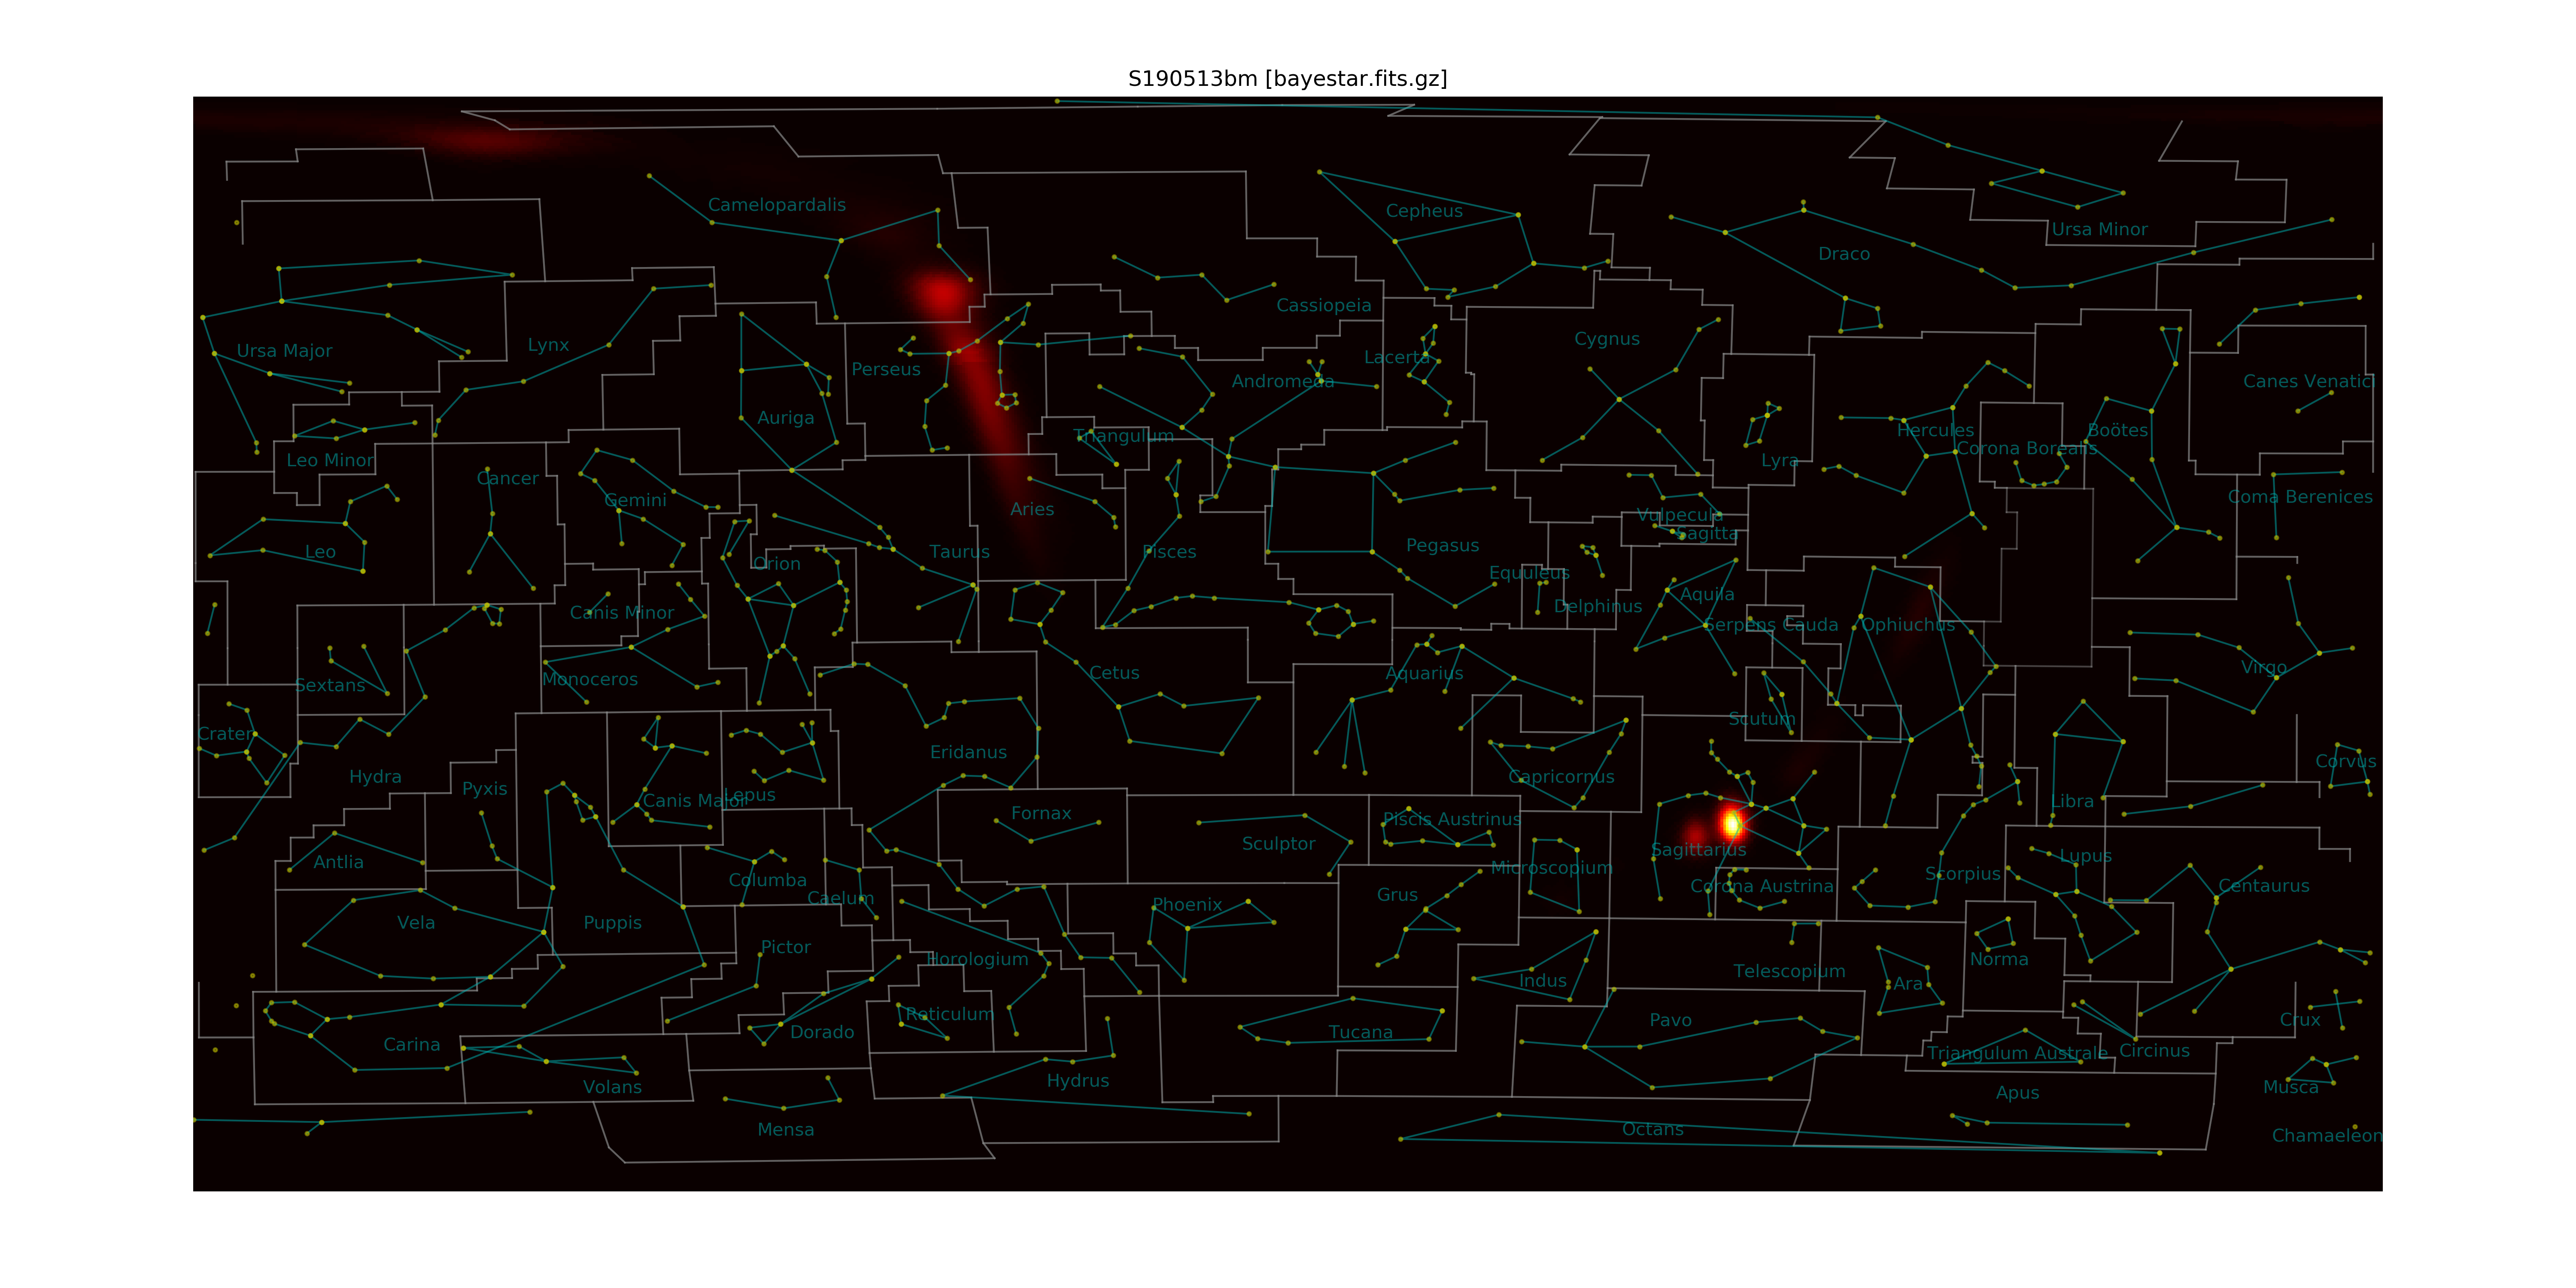 S190513bm [bayestar.fits.gz]
Camelopardalis
Cepheus
Ursa Minor
Draco
Cassiopeia
Ursa Major
Lynx
Cygnus
Perseus
Lacerta
Andromeda
Canes Venatici
Auriga
Triangulum
Hercules
Boötes
Corona Borealis
Leo Minor
Lyra
Cancer
Gemini
Coma Berenices
Aries
Vulpecula
Sagitta
Leo
Taurus
Pisces
Pegasus
Orion
Equuleus
Aquila
Delphinus
Canis Minor
Serpens Cauda
Ophiuchus
Virgo
Cetus
Aquarius
Monoceros
Sextans
Scutum
Crater
Eridanus
Corvus
Hydra
Capricornus
Pyxis
Lepus
Canis Major
Libra
Fornax
Piscis Austrinus
Sculptor
Sagittarius
Lupus
Antlia
Microscopium
Scorpius
Columba
Corona Austrina
Centaurus
Caelum
Grus
Phoenix
Vela
Puppis
Pictor
Horologium
Norma
Telescopium
Indus
Ara
Reticulum
Pavo
Crux
Dorado
Tucana
Carina
Triangulum Australe
Circinus
Hydrus
Volans
Musca
Apus
Mensa
Octans
Chamaeleon